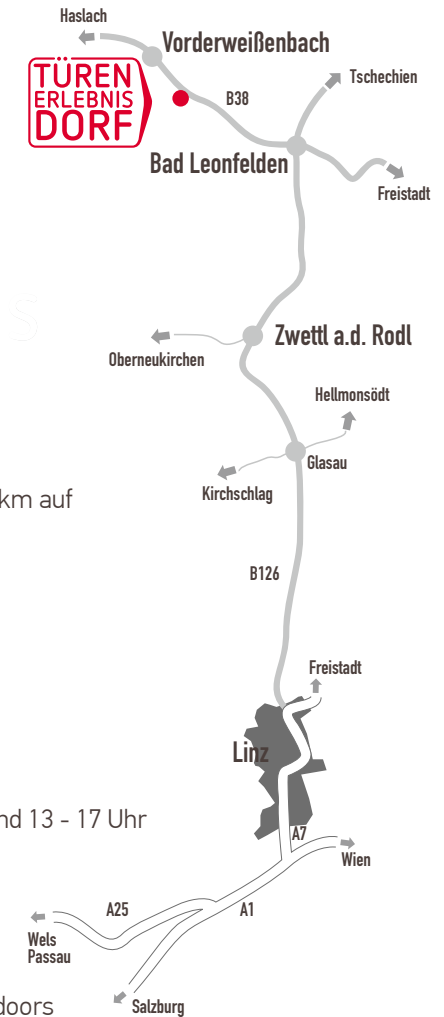 Haslach
Vorderweißenbach
TÜREN
ERLEBNIS
DORF
B38
Tschechien
Bad Leonfelden
Freistadt
S
Zwettl a.d. Rodl
Oberneukirchen
Hellmonsödt
Glasau
Kirchschlag
km auf
B126
Freistadt
Linz
nd 13 - 17 Uhr
A7
Wien
A25
A1
Wels
Passau
doors
Salzburg